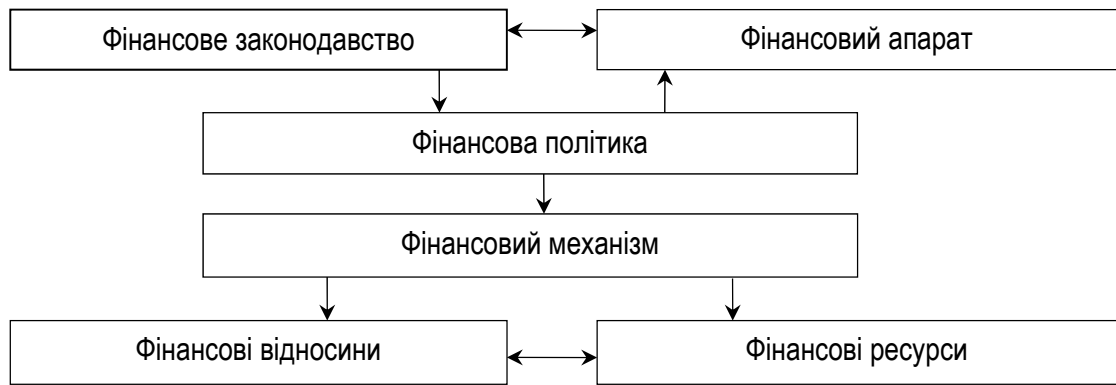 Фінансове законодавство
Фінансовий апарат
Фінансова політика
Фінансовий механізм
Фінансові відносини
Фінансові ресурси